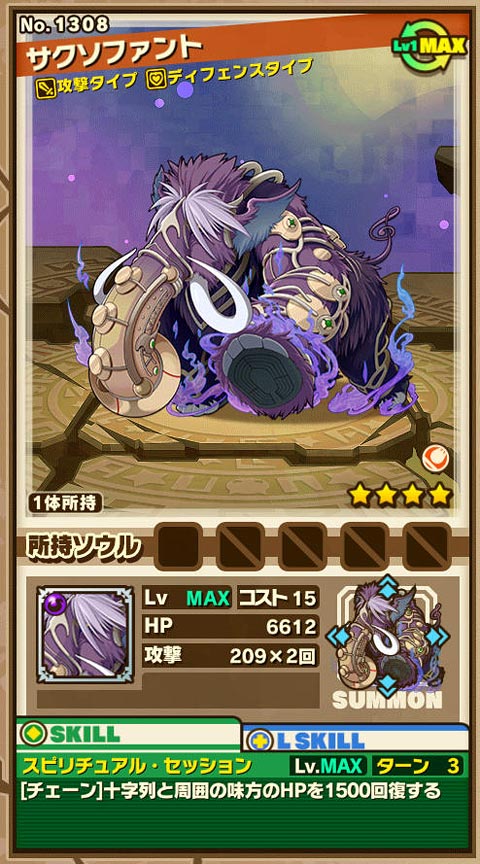 No.1308
サクソファント
Lv1 MAX
攻撃タイプ ディフェンスタイプ
1体所持
所持ソウル
Lv MAX コスト 15
HP 6612
攻撃 209×2回
SUMMON
SKILL
L SKILL
スピリチュアル・セッション Lv.MAX ターン 3
[チェーン]十字列と周囲の味方のHPを1500回復する